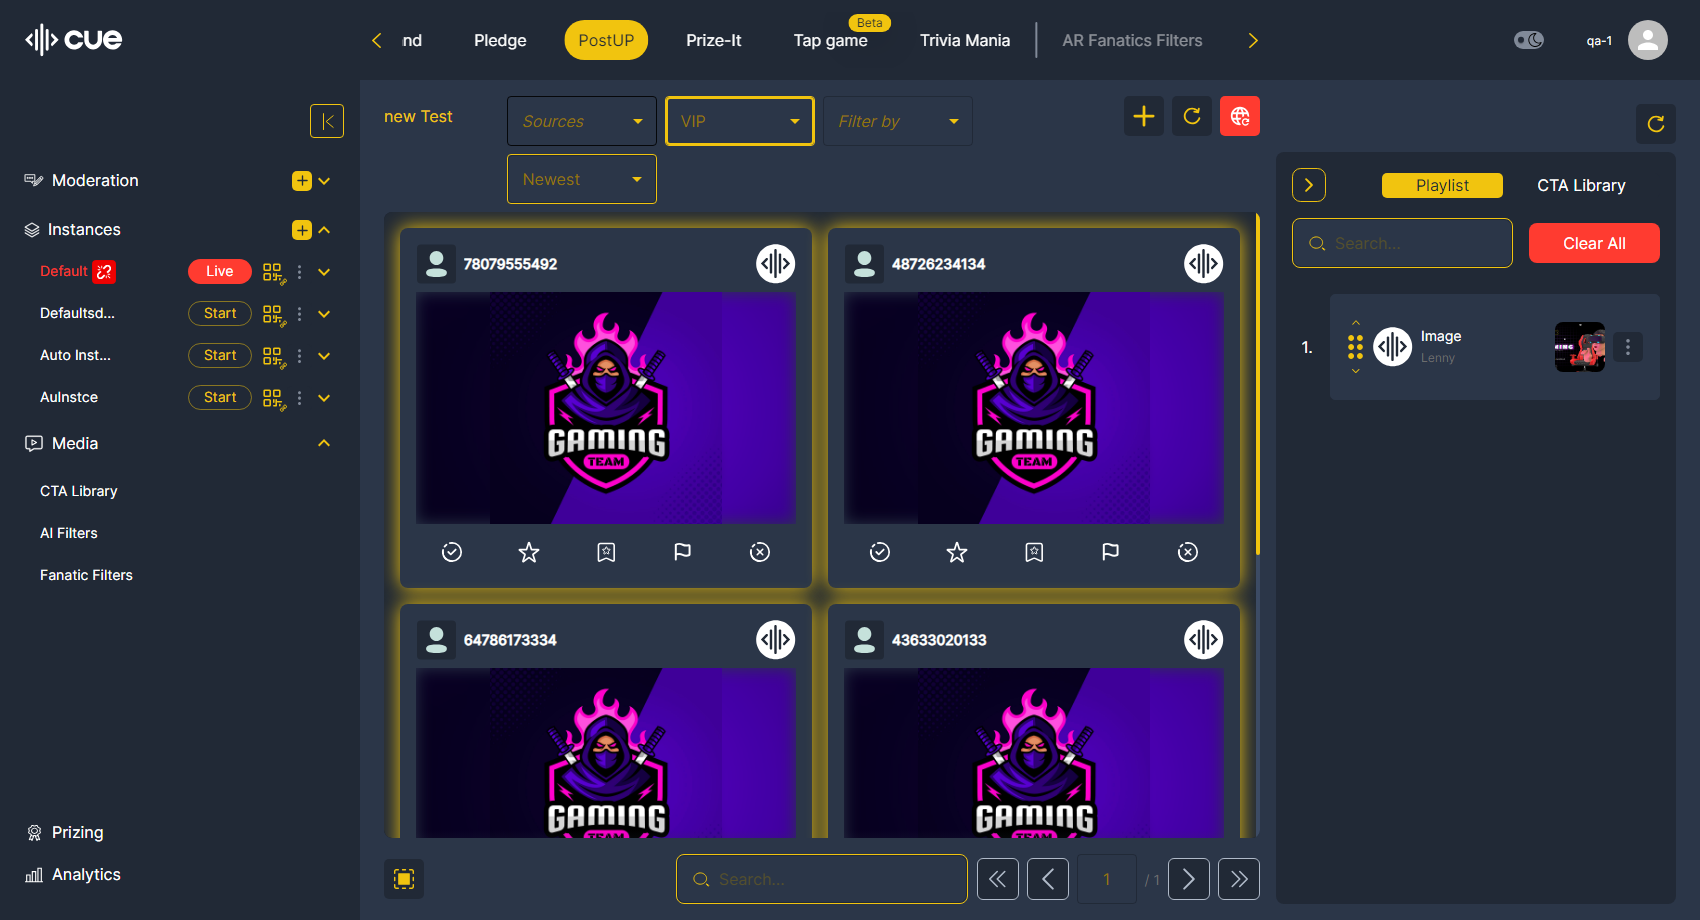 cue
nd
Pledge
PostUP
Prize-It
Beta
Tap game
Trivia Mania
AR Fanatics Filters
qa-1
Moderation
Instances
Default
Live
Defaultsd...
Start
Auto Inst...
Start
AuInstce
Start
Media
CTA Library
AI Filters
Fanatic Filters
Prizing
Analytics
new Test
Sources
VIP
Filter by
Newest
78079555492
GAMING
TEAM
48726234134
GAMING
TEAM
64786173334
GAMING
TEAM
43633020133
GAMING
TEAM
Search...
1
/ 1
Playlist
CTA Library
Search...
Clear All
1.
Image
Lenny